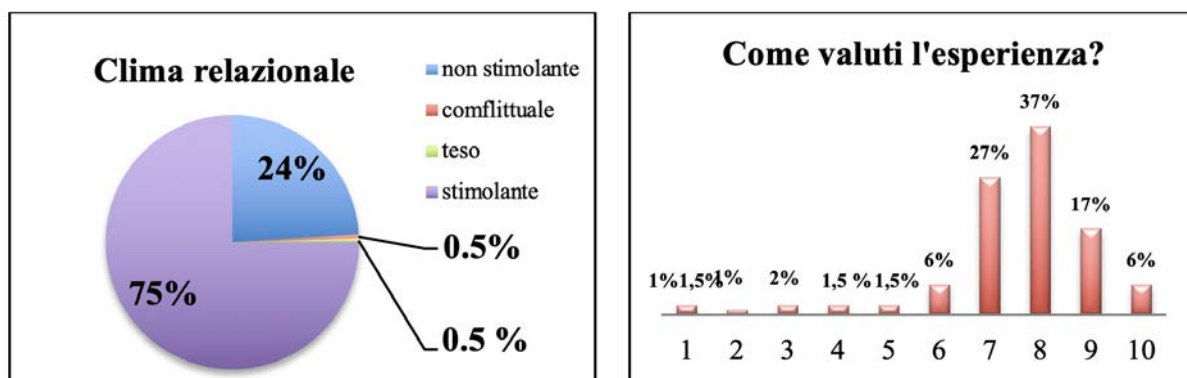 Clima relazionale
non stimolante
comflittuale
teso
stimolante
24%
75%
0.5%
0.5 %
Come valuti l'esperienza?
1%1,5% 1% 2% 1,5 % 1,5% 6% 27% 37% 17% 6%
1 2 3 4 5 6 7 8 9 10